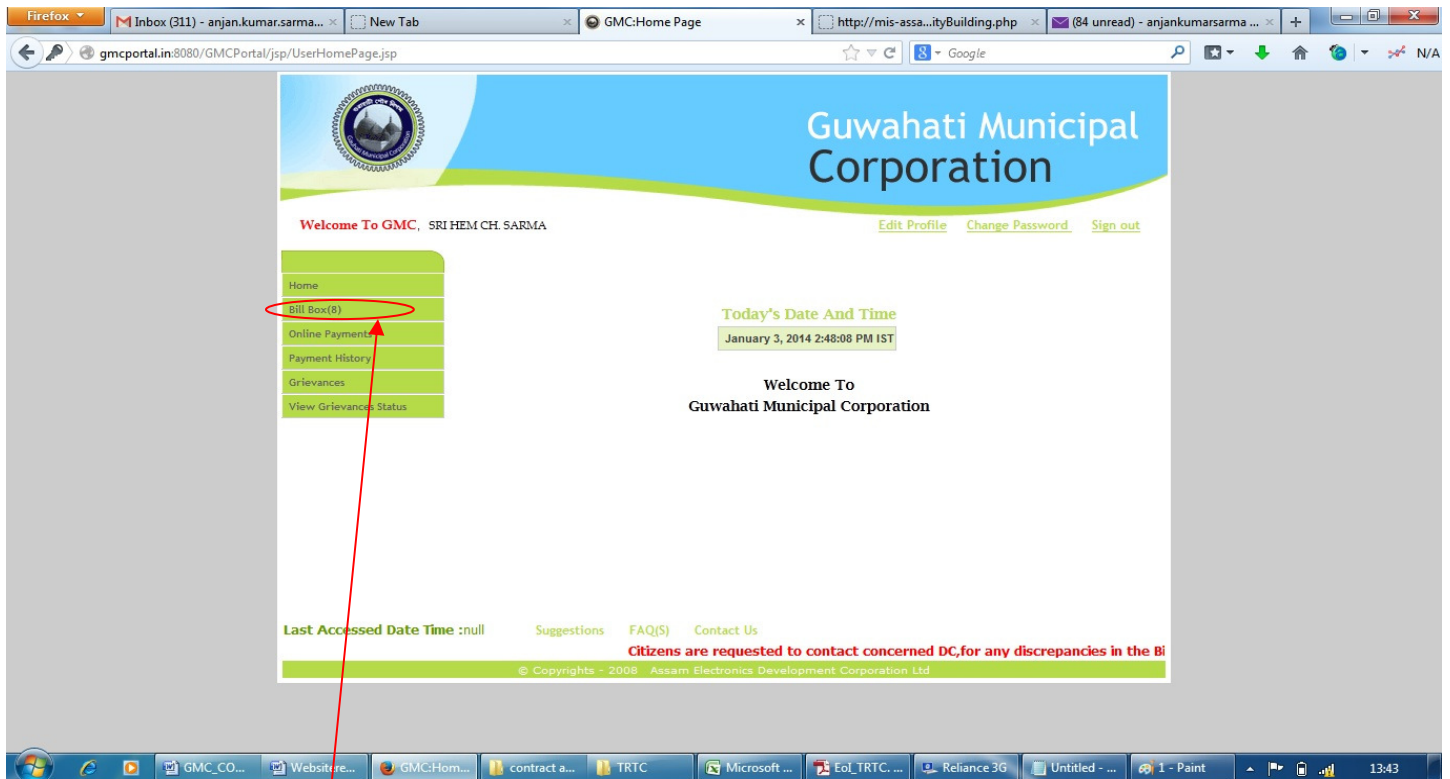 Firefox
Inbox (311) - anjan.kumar.sarma...
New Tab
GMC:Home Page
http://mis-assa...ityBuilding.php
(84 unread) - anjankumarsarma ...
gmcportal.in:8080/GMCPortal/jsp/UserHomePage.jsp
Google
N/A
Guwahati Municipal
Corporation
Welcome To GMC, SRI HEM CH. SARMA
Edit Profile Change Password Sign out
Home
Bill Box(8)
Online Payments
Payment History
Grievances
View Grievances Status
Today's Date And Time
January 3, 2014 2:48:08 PM IST
Welcome To
Guwahati Municipal Corporation
Last Accessed Date Time :null Suggestions FAQ(S) Contact Us
Citizens are requested to contact concerned DC,for any discrepancies in the Bi
© Copyrights - 2008 Assam Electronics Development Corporation Ltd
GMC_CO... Websitere... GMC:Hom... contract a... TRTC Microsoft ... EoI_TRTC. ... Reliance 3G Untitled - ... 1 - Paint 13:43